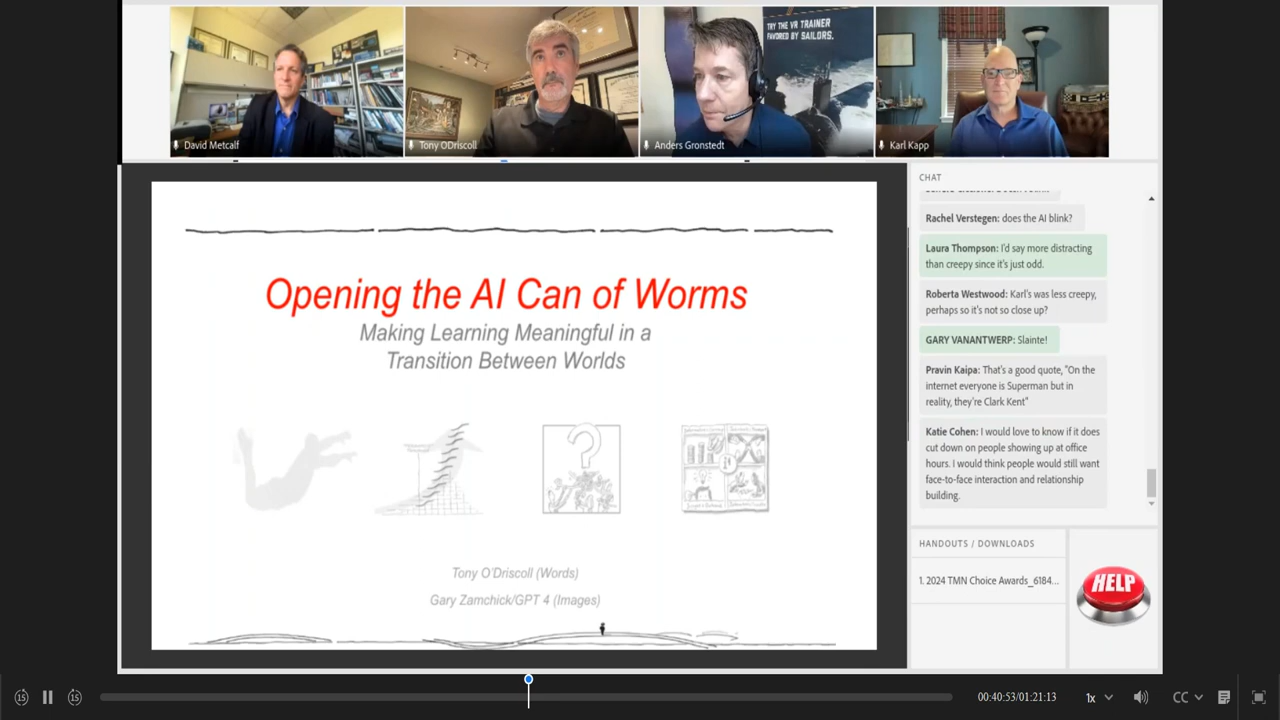 TRY THE VR TRAINER
FAVORED BY SAILORS.
David Metcalf
Tony ODriscoll
Anders Gronstedt
Karl Kapp
Opening the AI Can of Worms
Making Learning Meaningful in a
Transition Between Worlds
Tony O'Driscoll (Words)
Gary Zamchick/GPT 4 (Images)
CHAT
Rachel Verstegen: does the AI blink?
Laura Thompson: I'd say more distracting
than creepy since it's just odd.
Roberta Westwood: Karl's was less creepy,
perhaps so it's not so close up?
GARY VANANTWERP: Slainte!
Pravin Kaipa: That's a good quote, "On the
internet everyone is Superman but in
reality, they're Clark Kent"
Katie Cohen: I would love to know if it does
cut down on people showing up at office
hours. I would think people would still want
face-to-face interaction and relationship
building.
HANDOUTS / DOWNLOADS
1. 2024 TMN Choice Awards_6184...
HELP
15
15
00:40:53/01:21:13
1x
CC